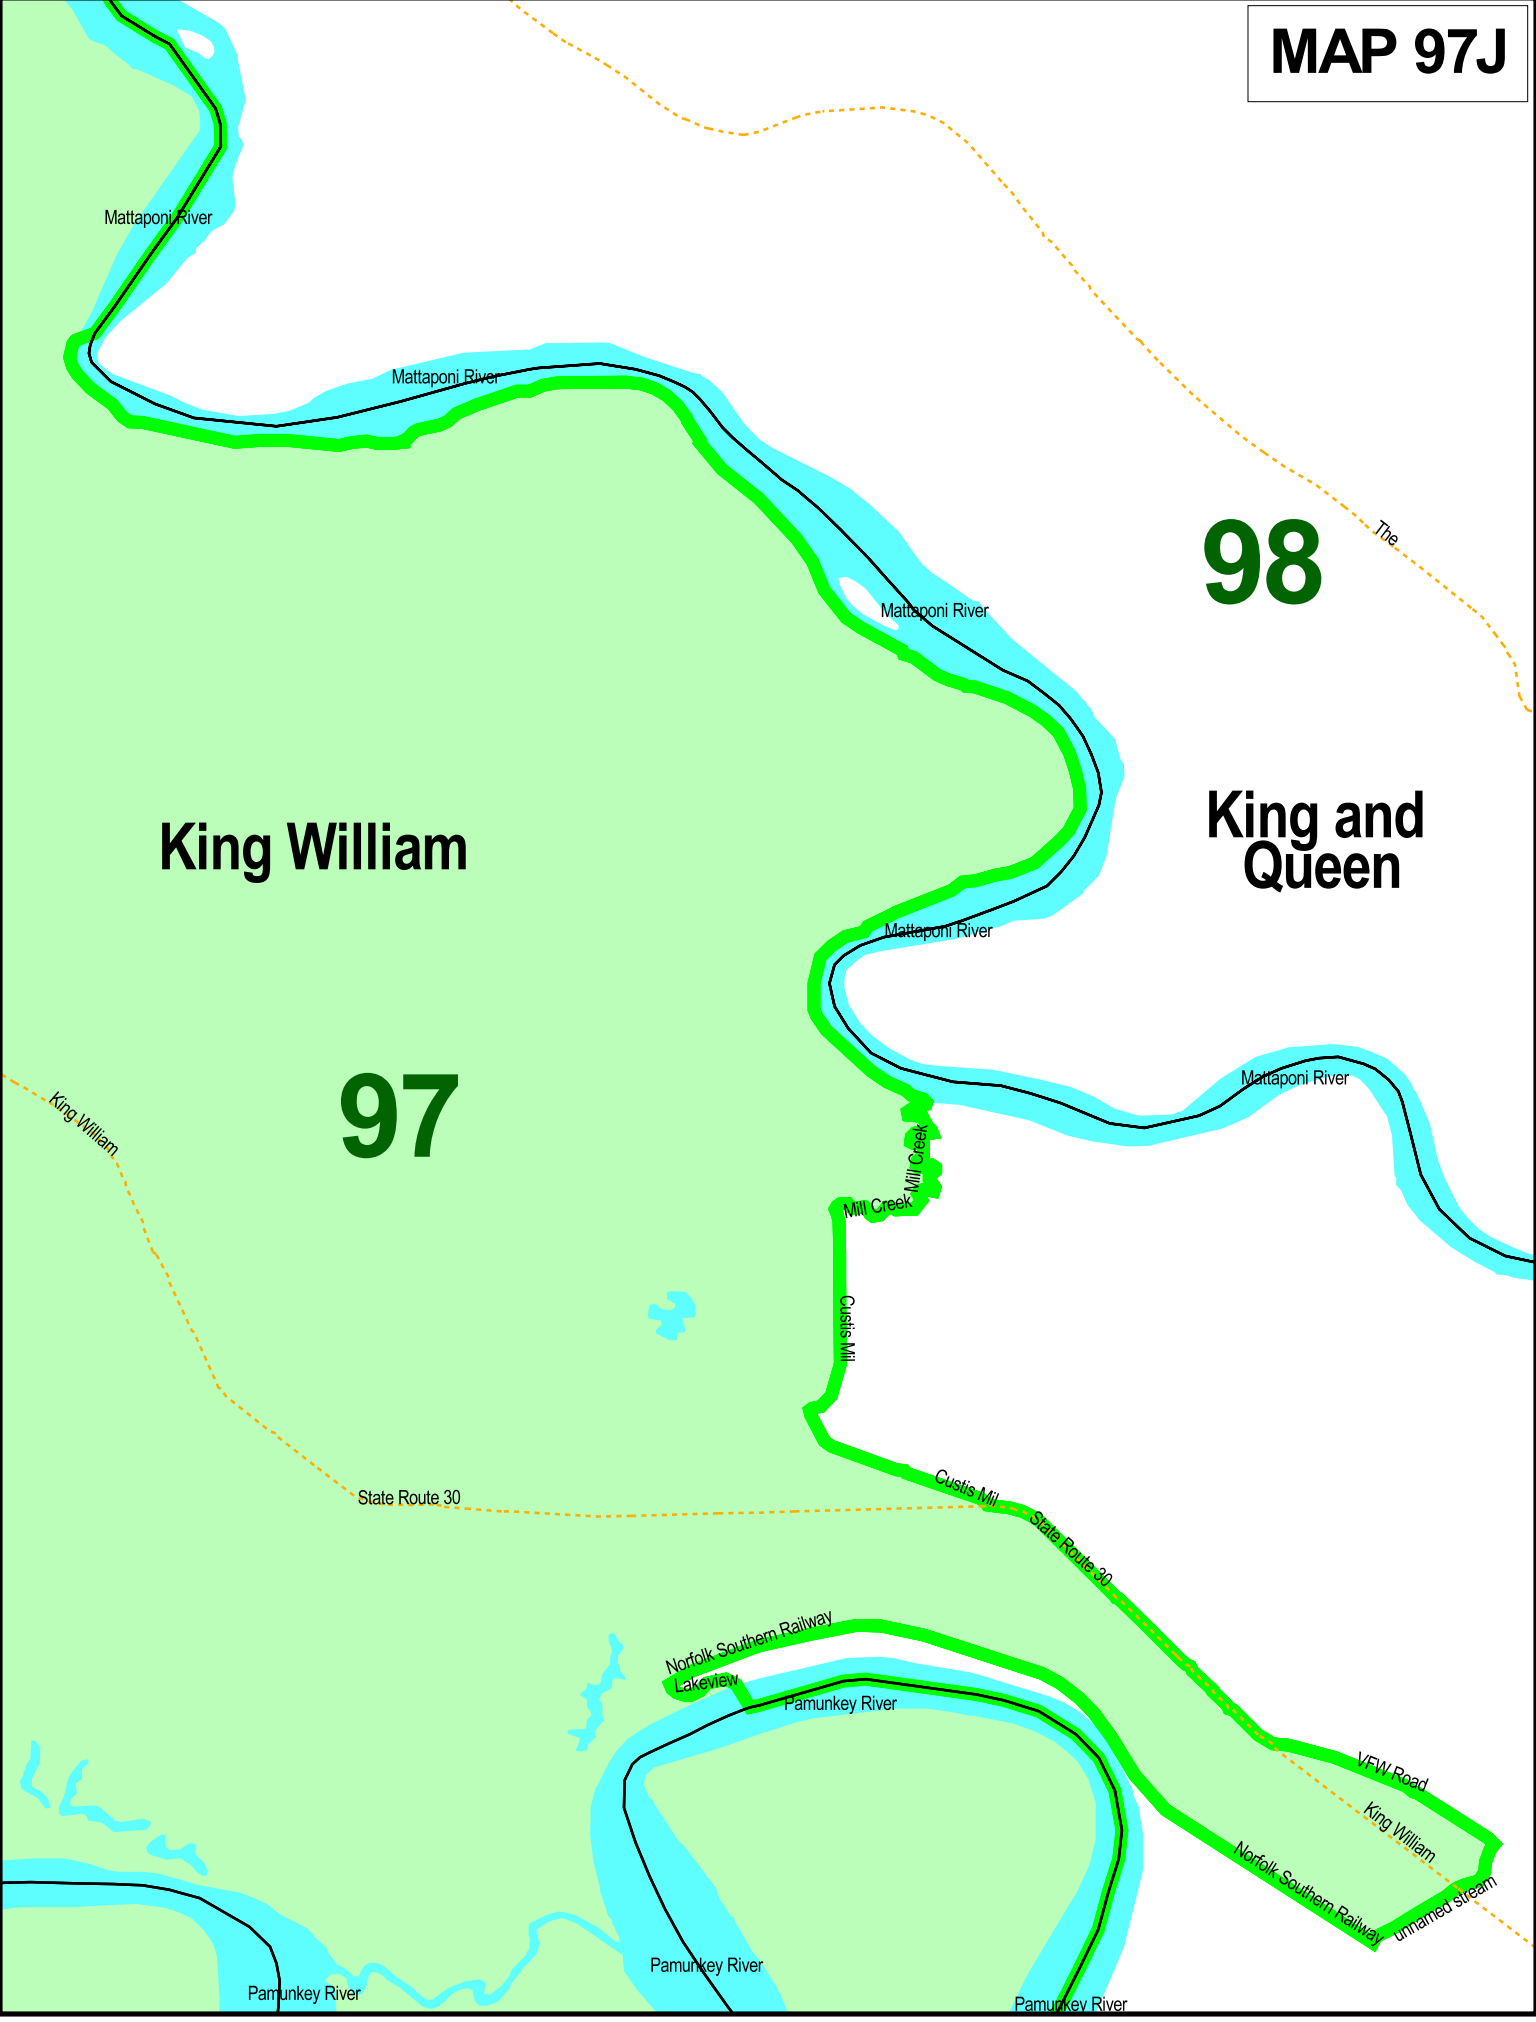 MAP 97J
Mattaponi River
Mattaponi River
The
98
Mattaponi River
King and
Queen
King William
Mattaponi River
97
Mattaponi River
King William
Mill Creek
Mill Creek
Custis Mil
Custis Mil
State Route 30
State Route 30
Norfolk Southern Railway
Lakeview
Pamunkey River
VFW Road
King William
Norfolk Southern Railway
unnamed stream
Pamunkey River
Pamunkey River
Pamunkey River